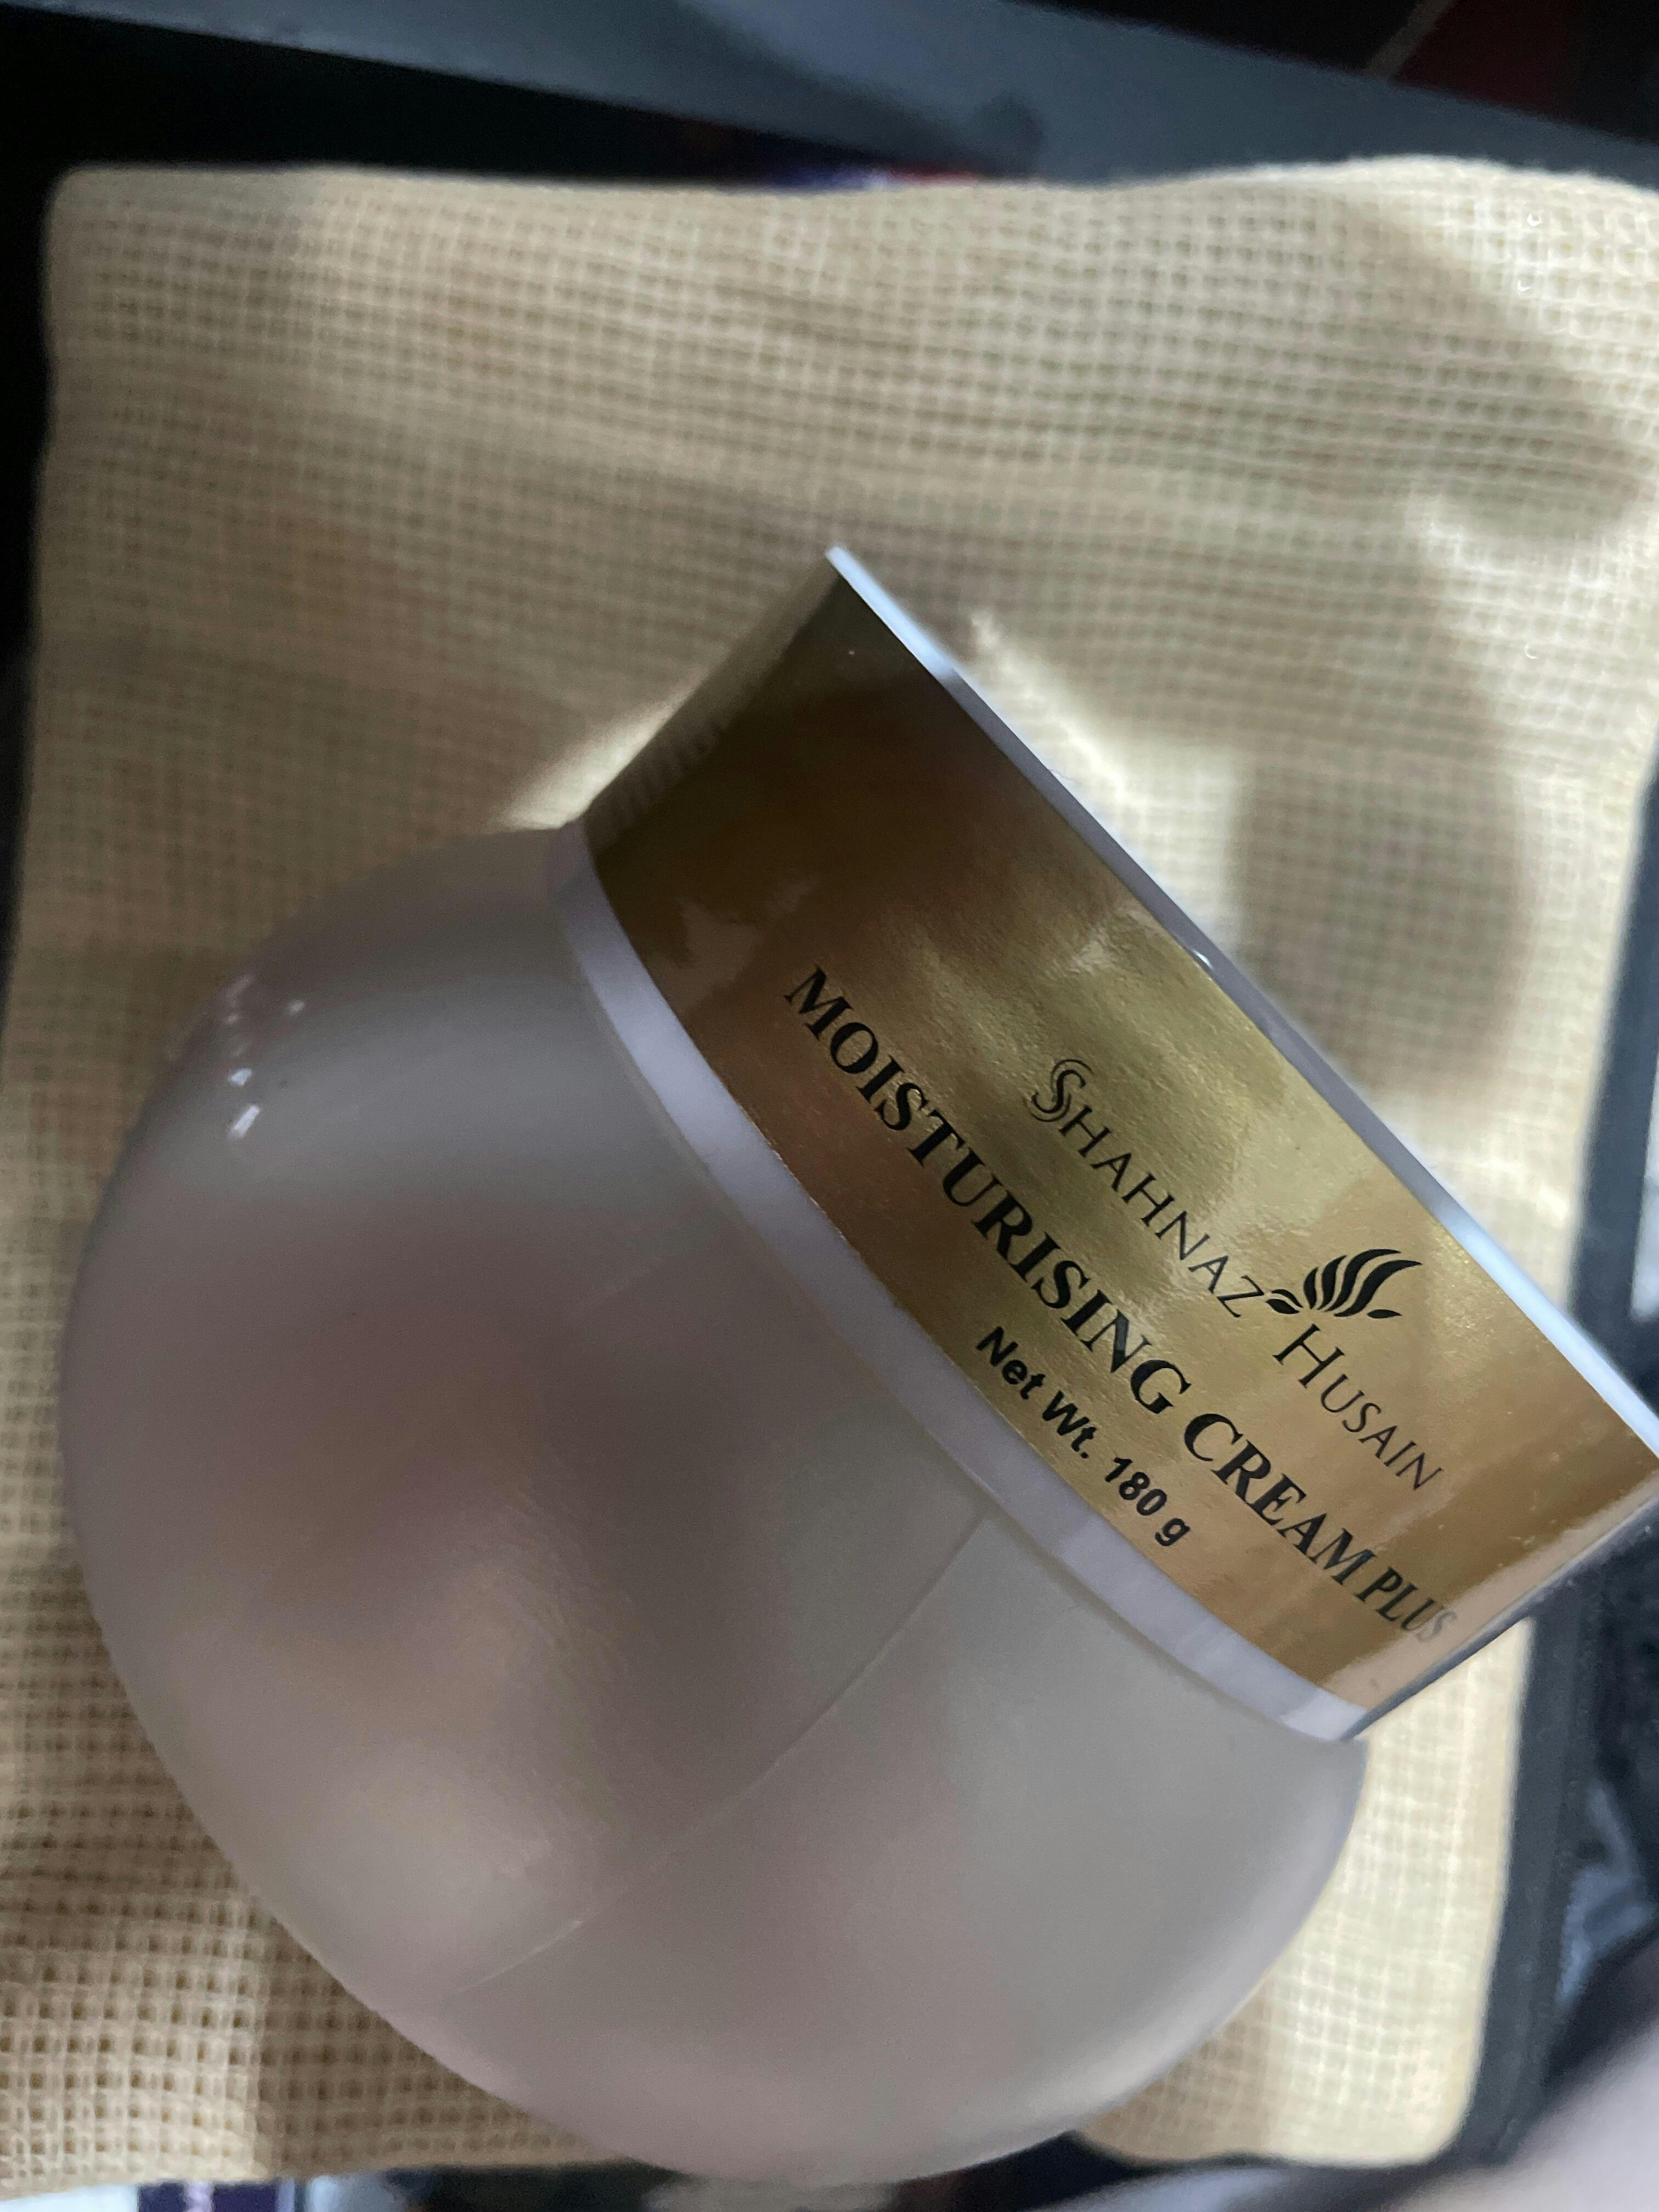 SHAHNAZ HUSAIN
MOISTURISING CREAM PLUS
Net Wt. 180 g